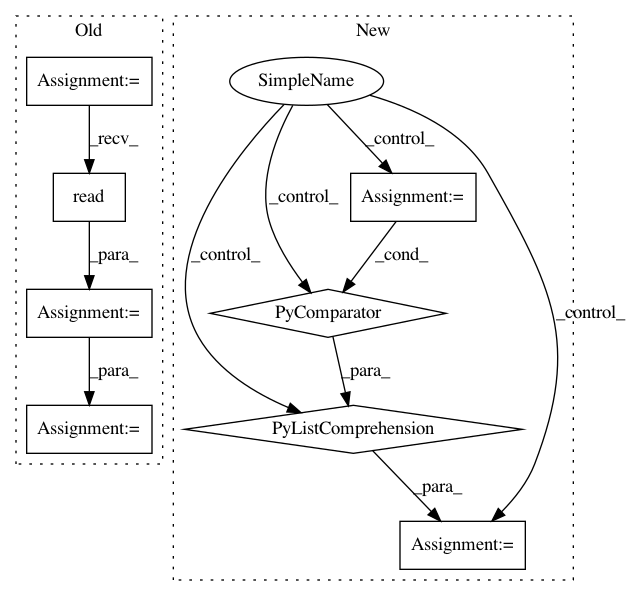 Old
New
Assignment:=
SimpleName
_recv_
_control_
read
Assignment:=
_control_
_para_
_control_
_cond_
Assignment:=
PyComparator
_control_
_para_
_para_
Assignment:=
PyListComprehension
_para_
Assignment:=